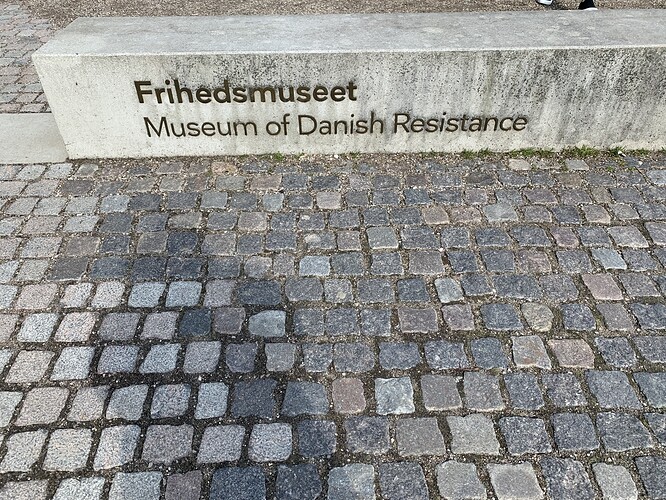 Frihedsmuseet
Museum of Danish Resistance